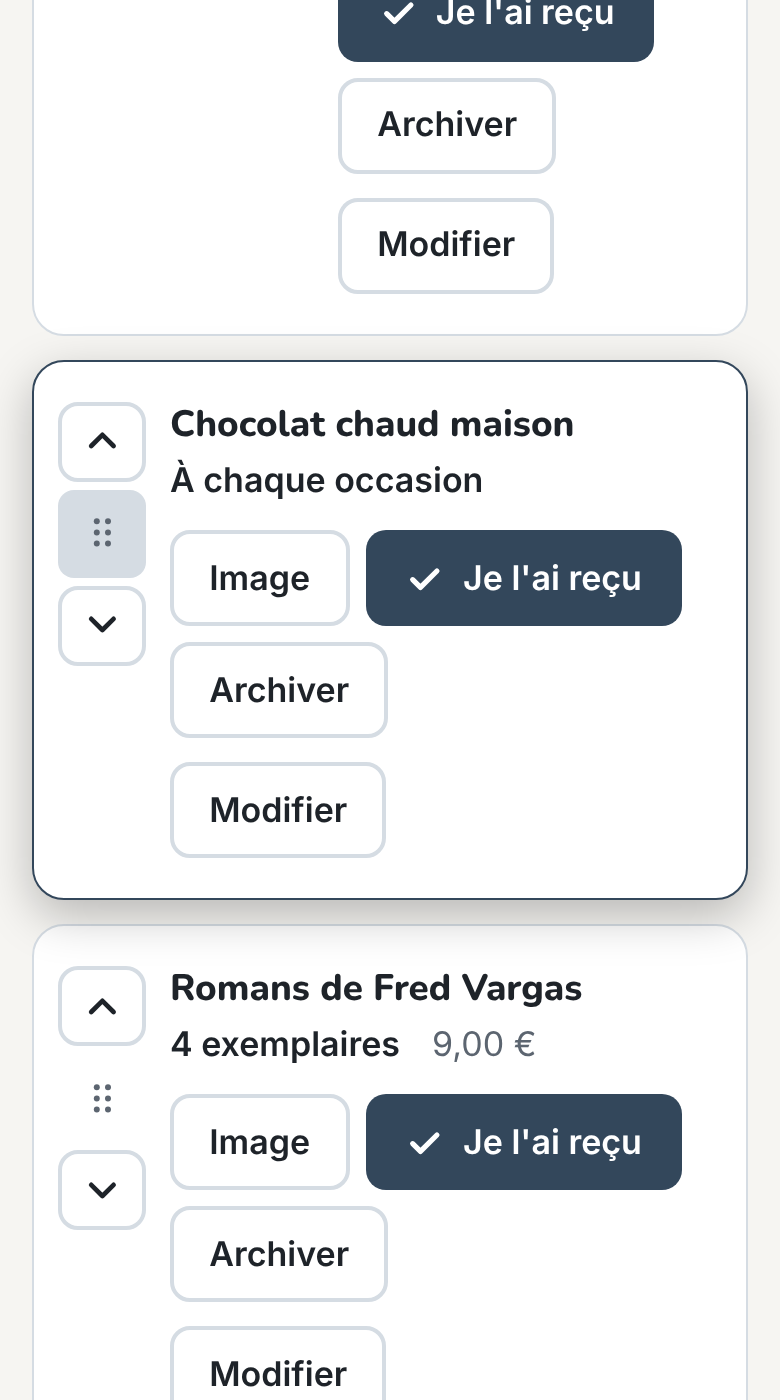 Je l'ai reçu
Archiver
Modifier
Chocolat chaud maison
À chaque occasion
Image Je l'ai reçu
Archiver
Modifier
Romans de Fred Vargas
4 exemplaires 9,00 €
Image Je l'ai reçu
Archiver
Modifier